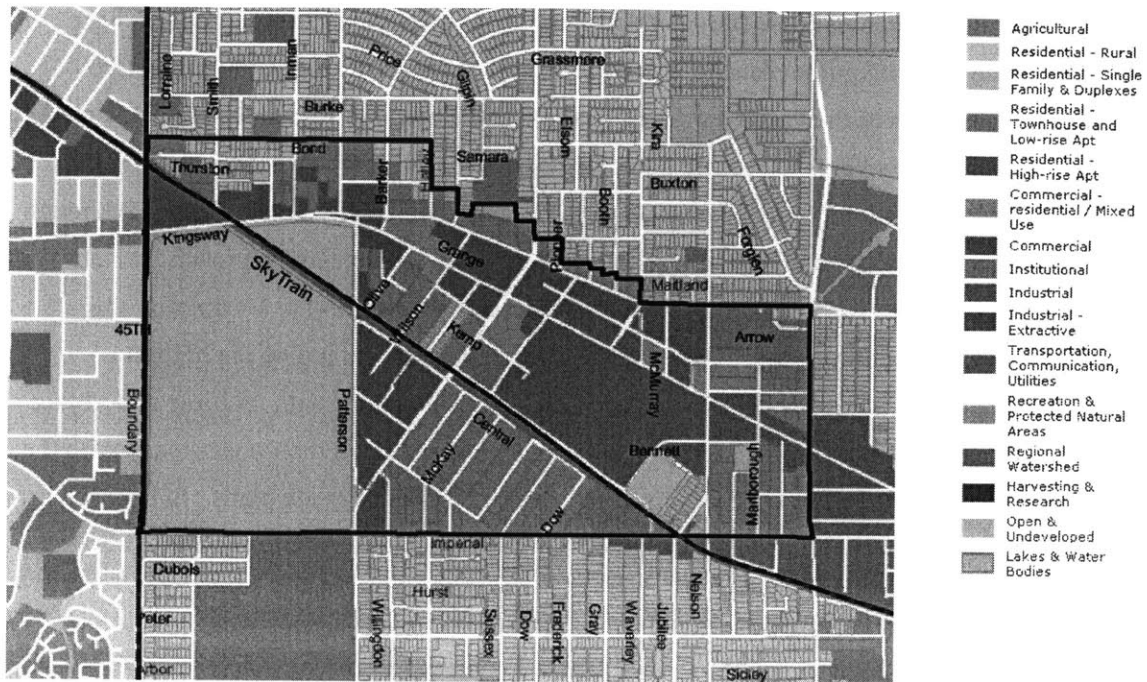 Lorraine
Smith
Inman
Price
Gilpin
Grassmore
Burke
Elsom
Kira
Bond
Samara
Thurston
Barker
Booth
Buxton
Forglen
Kingsway
Grange
Maitland
SkyTrain
Oliva
45TH
Kemp
Arrow
McMurray
Boundary
Patterson
Central
McKay
Bennett
Marlborough
Dow
Imperial
Dubois
Hurst
Peter
Willingdon
Sussex
Dow
Frederick
Gray
Waverley
Jubilee
Nelson
Arbor
Sidley
Agricultural
Residential - Rural
Residential - Single
Family & Duplexes
Residential -
Townhouse and
Low-rise Apt
Residential -
High-rise Apt
Commercial -
residential / Mixed
Use
Commercial
Institutional
Industrial
Industrial -
Extractive
Transportation,
Communication,
Utilities
Recreation &
Protected Natural
Areas
Regional
Watershed
Harvesting &
Research
Open &
Undeveloped
Lakes & Water
Bodies